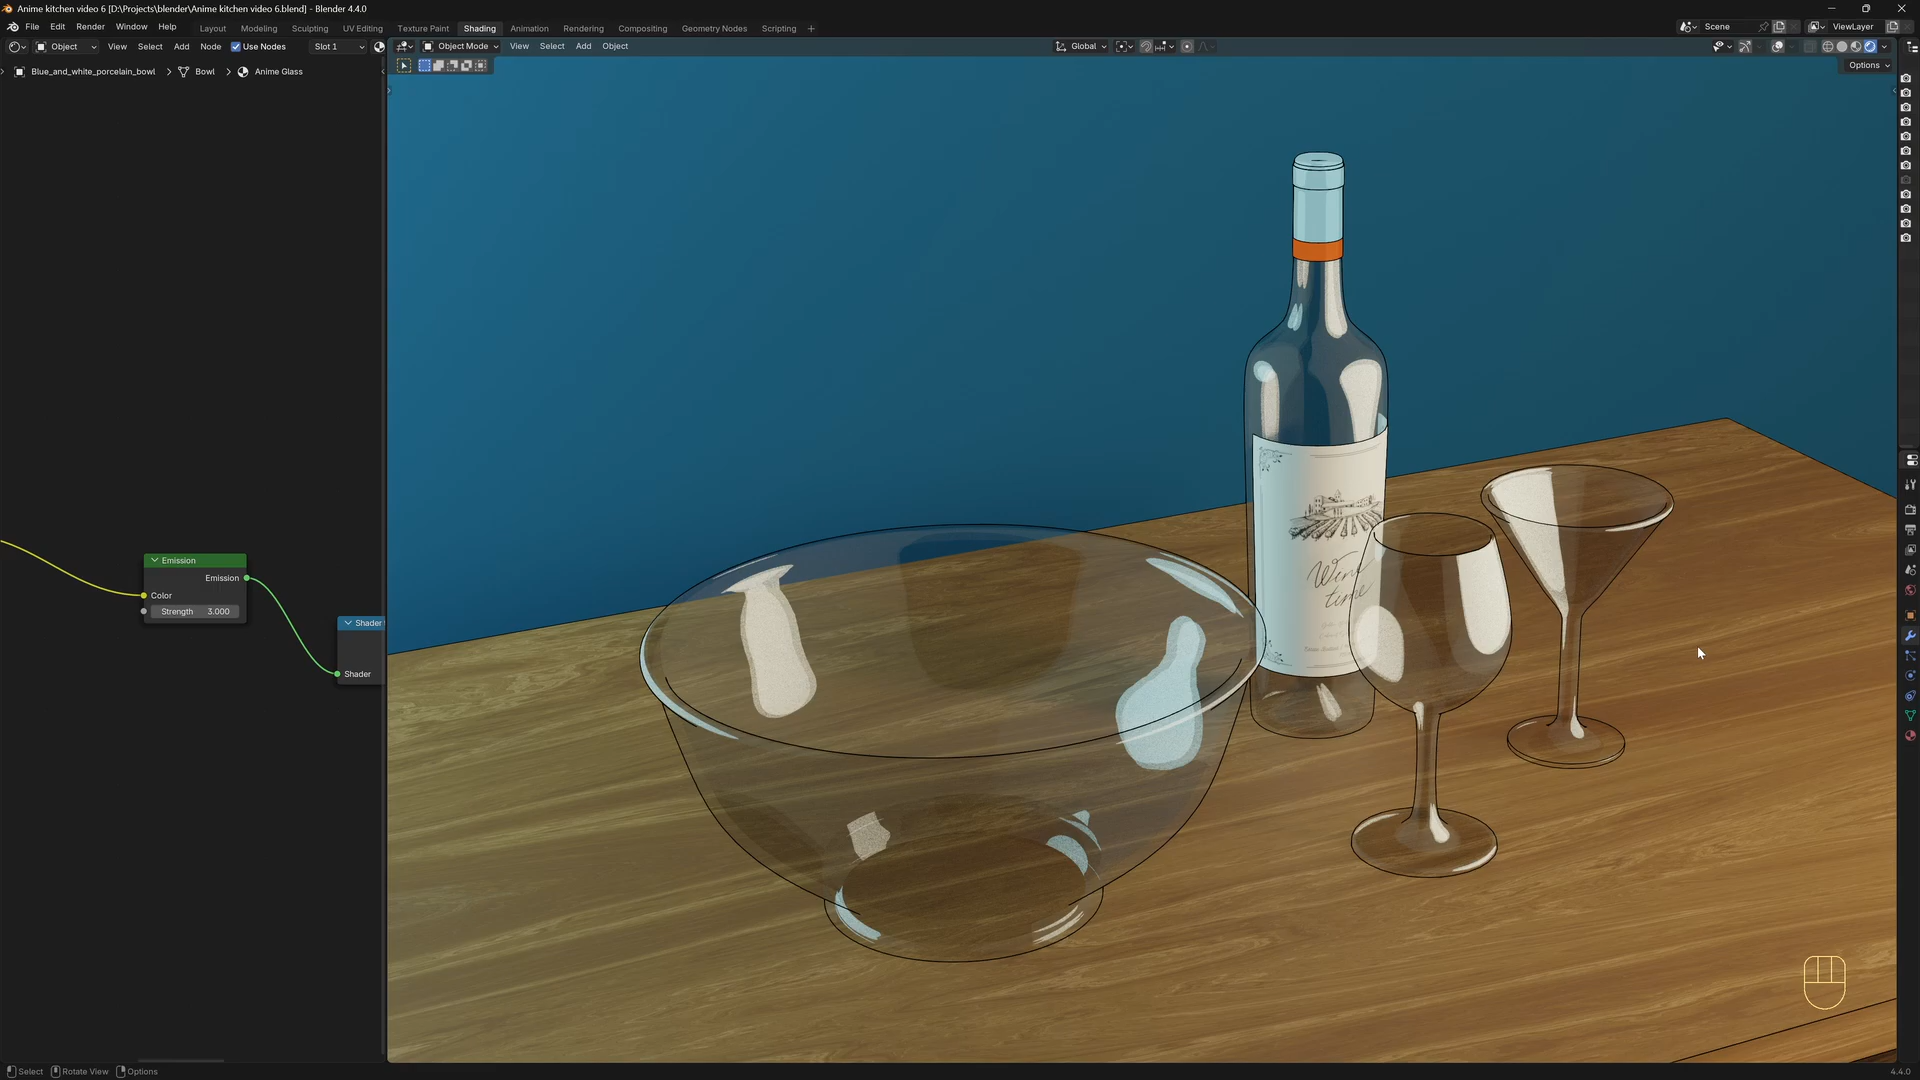 Anime kitchen video 6 [D:\Projects\blender\Anime kitchen video 6.blend] - Blender 4.4.0
File Edit Render Window Help Layout Modeling Sculpting UV Editing Texture Paint Shading Animation Rendering Compositing Geometry Nodes Scripting + Scene ViewLayer
Object View Select Add Node Use Nodes Slot 1 Object Mode View Select Add Object Global
Options
Blue_and_white_porcelain_bowl > Bowl > Anime Glass
Emission
Emission
Color
Strength 3.000
Shader
Shader
Wine
time
Select Rotate View Options 4.4.0